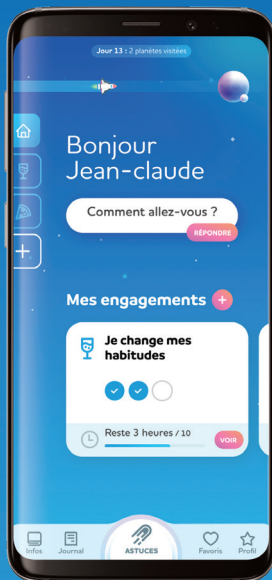 Jour 13 : 2 planètes visitées
Bonjour
Jean-claude
Comment allez-vous ?
RÉPONDRE
Mes engagements +
Je change mes
habitudes
Reste 3 heures / 10
VOIR
Infos
Journal
ASTUCES
Favoris
Profil